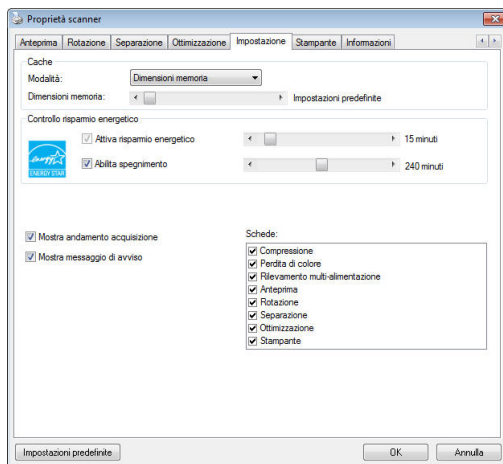 Proprietà scanner
Anteprima Rotazione Separazione Ottimizzazione Impostazione Stampante Informazioni
Cache
Modalità: Dimensioni memoria
Dimensioni memoria: Impostazioni predefinite
Controllo risparmio energetico
Attiva risparmio energetico 15 minuti
Abilita spegnimento 240 minuti
energy
ENERGY STAR
Mostra andamento acquisizione
Mostra messaggio di avviso
Schede:
Compressione
Perdita di colore
Rilevamento multi-alimentazione
Anteprima
Rotazione
Separazione
Ottimizzazione
Stampante
Impostazioni predefinite OK Annulla